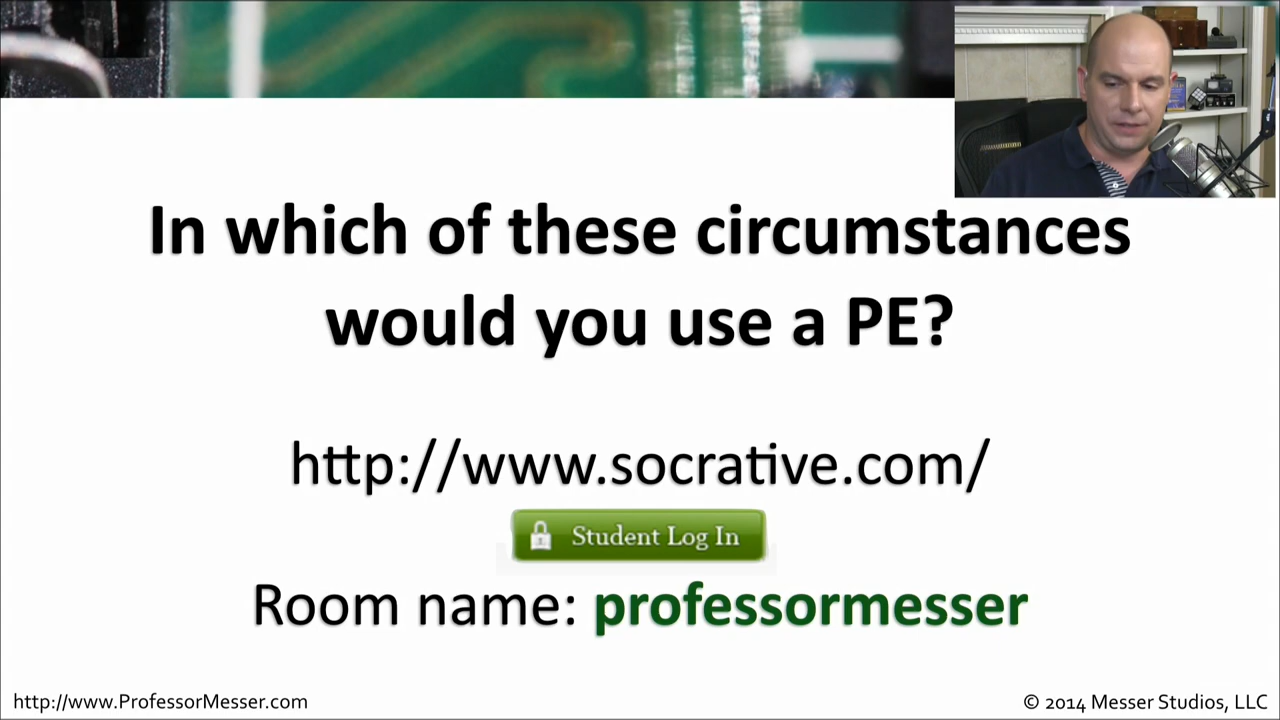 In which of these circumstances
would you use a PE?
http://www.socrative.com/
Student Log In
Room name: professormesser
http://www.ProfessorMesser.com
© 2014 Messer Studios, LLC